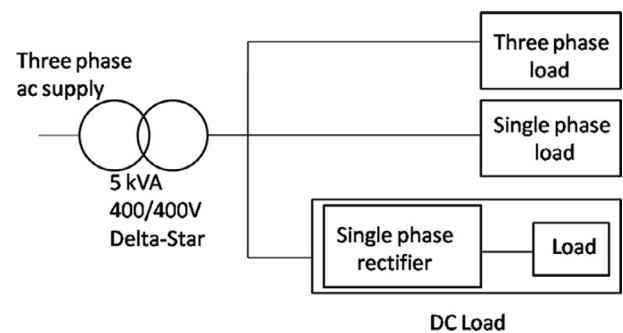 Three phase
ac supply
5 kVA
400/400V
Delta-Star
Three phase
load
Single phase
load
Single phase
rectifier
Load
DC Load